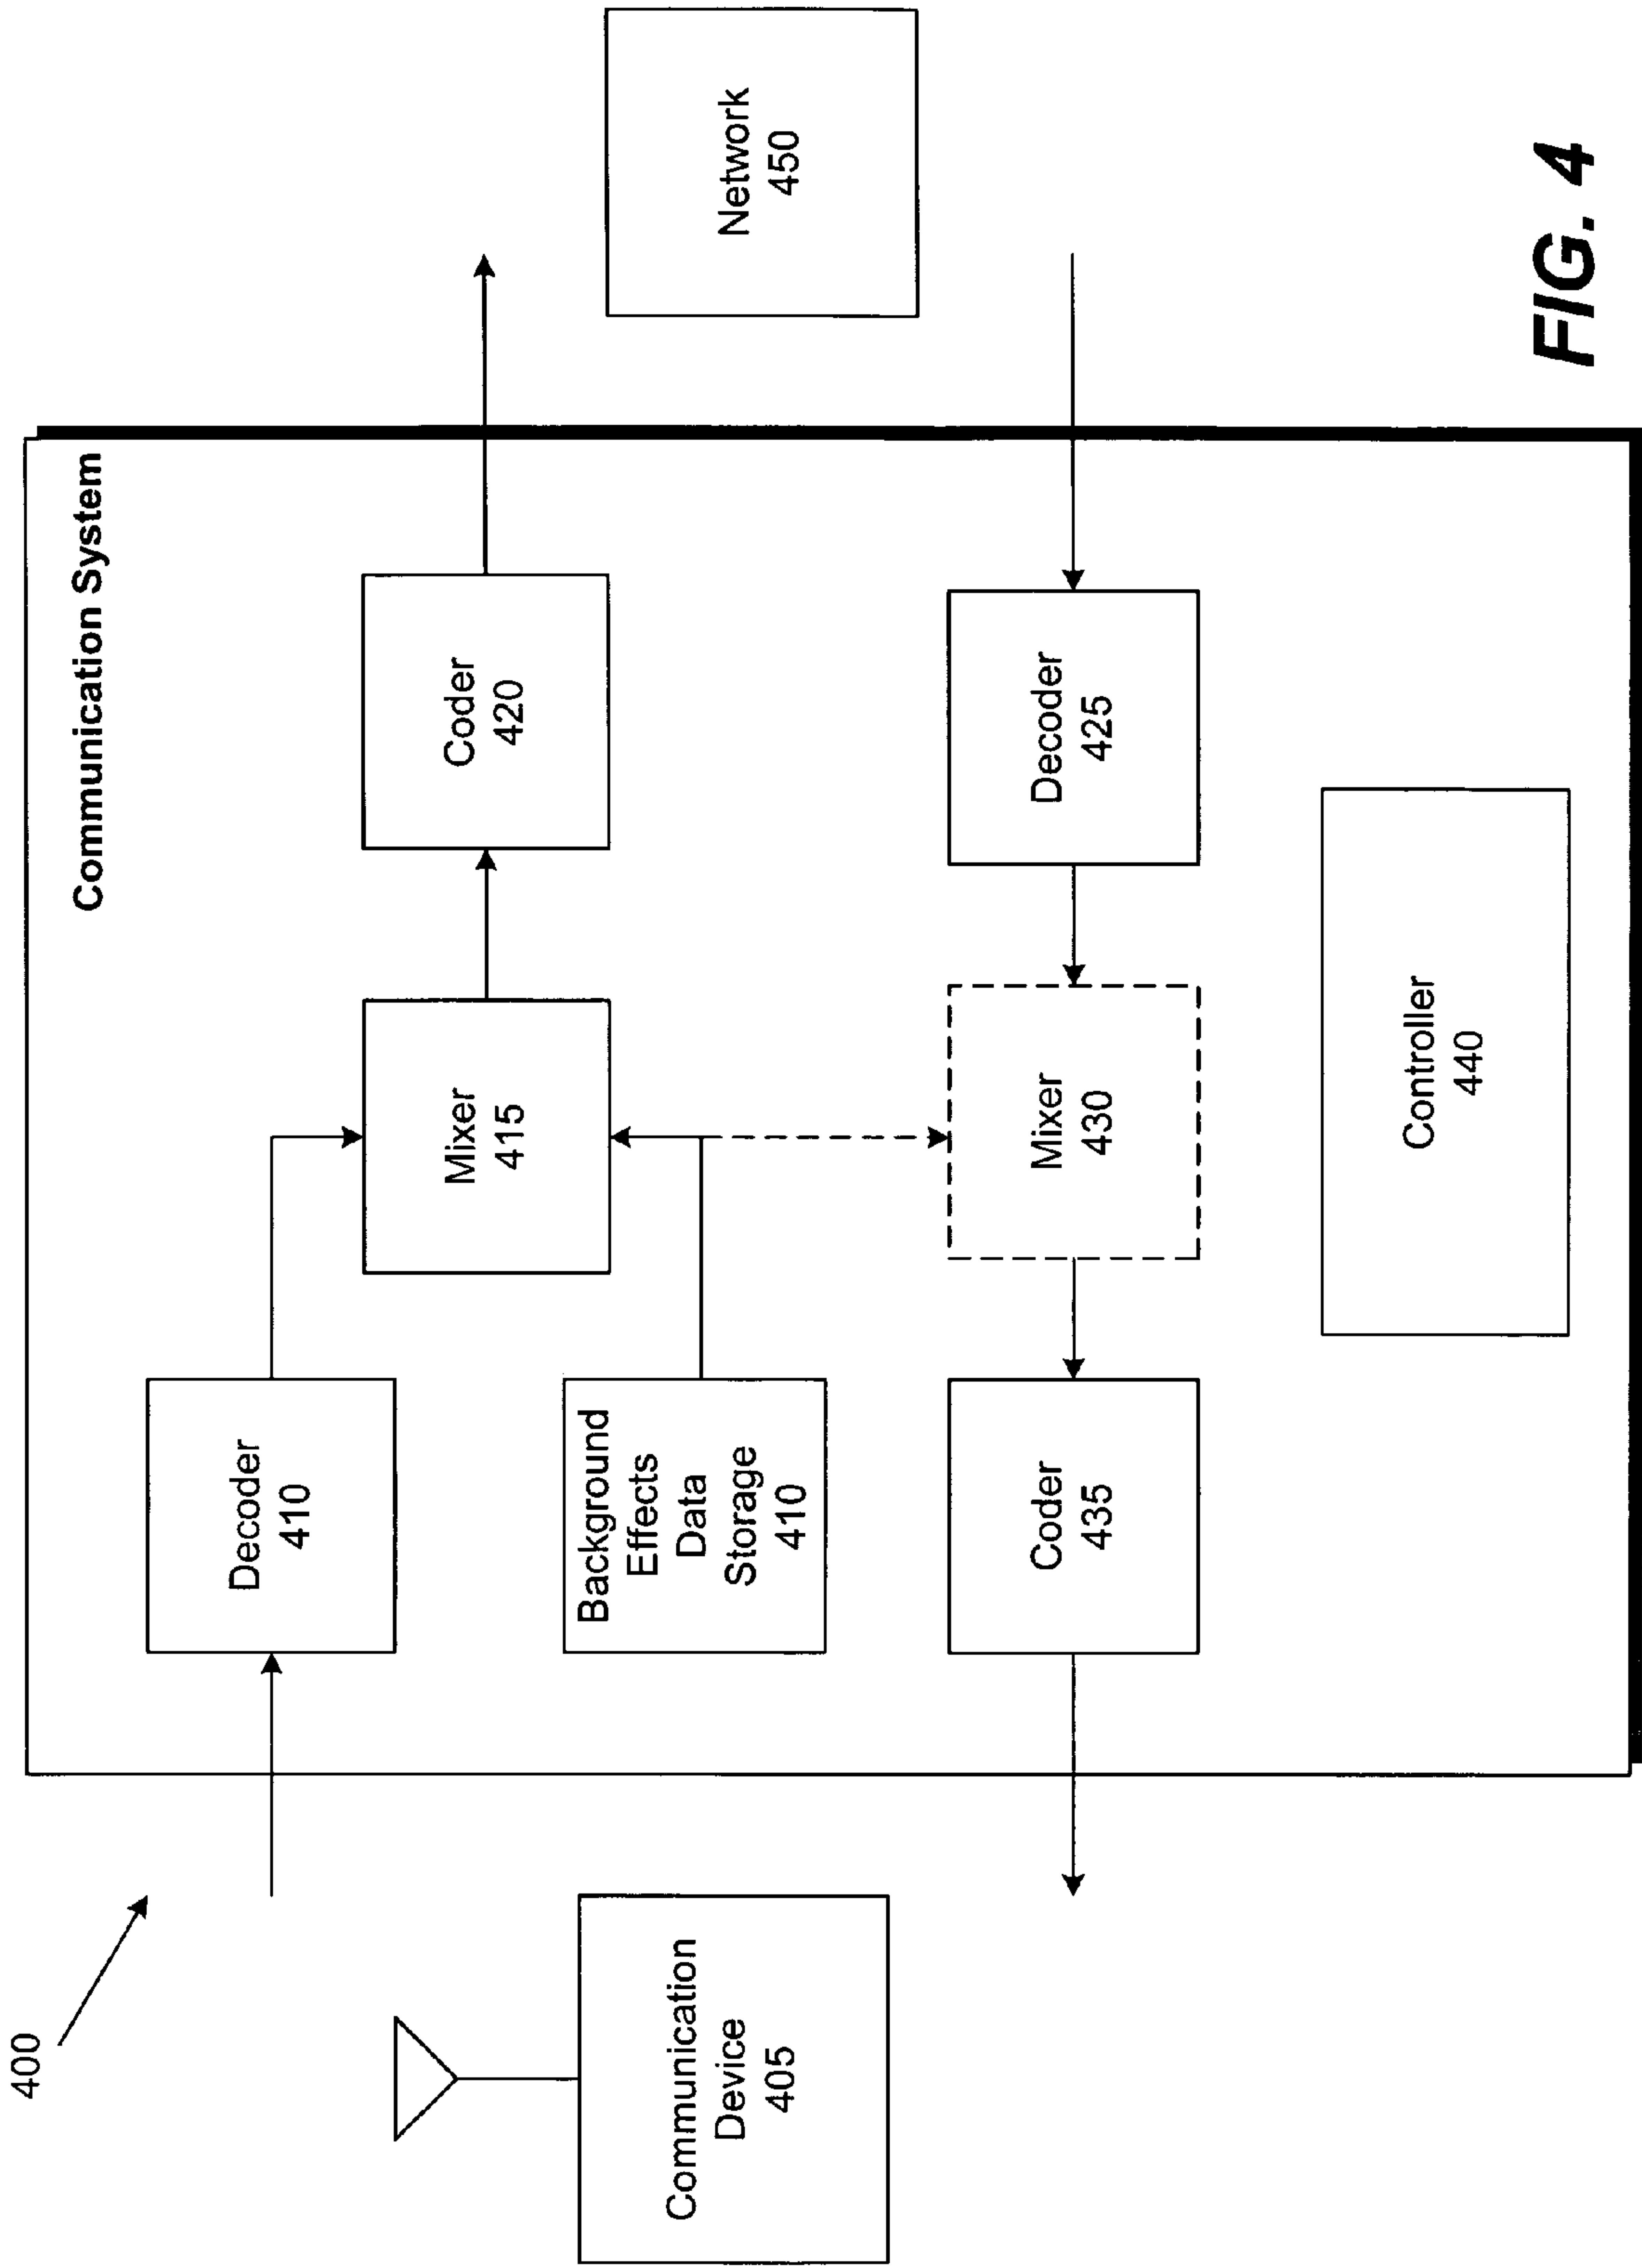 400
Communication System
Communication
Device
405
Decoder
410
Background
Effects
Data
Storage
410
Mixer
415
Coder
420
Network
450
Coder
435
Mixer
430
Decoder
425
Controller
440
FIG. 4